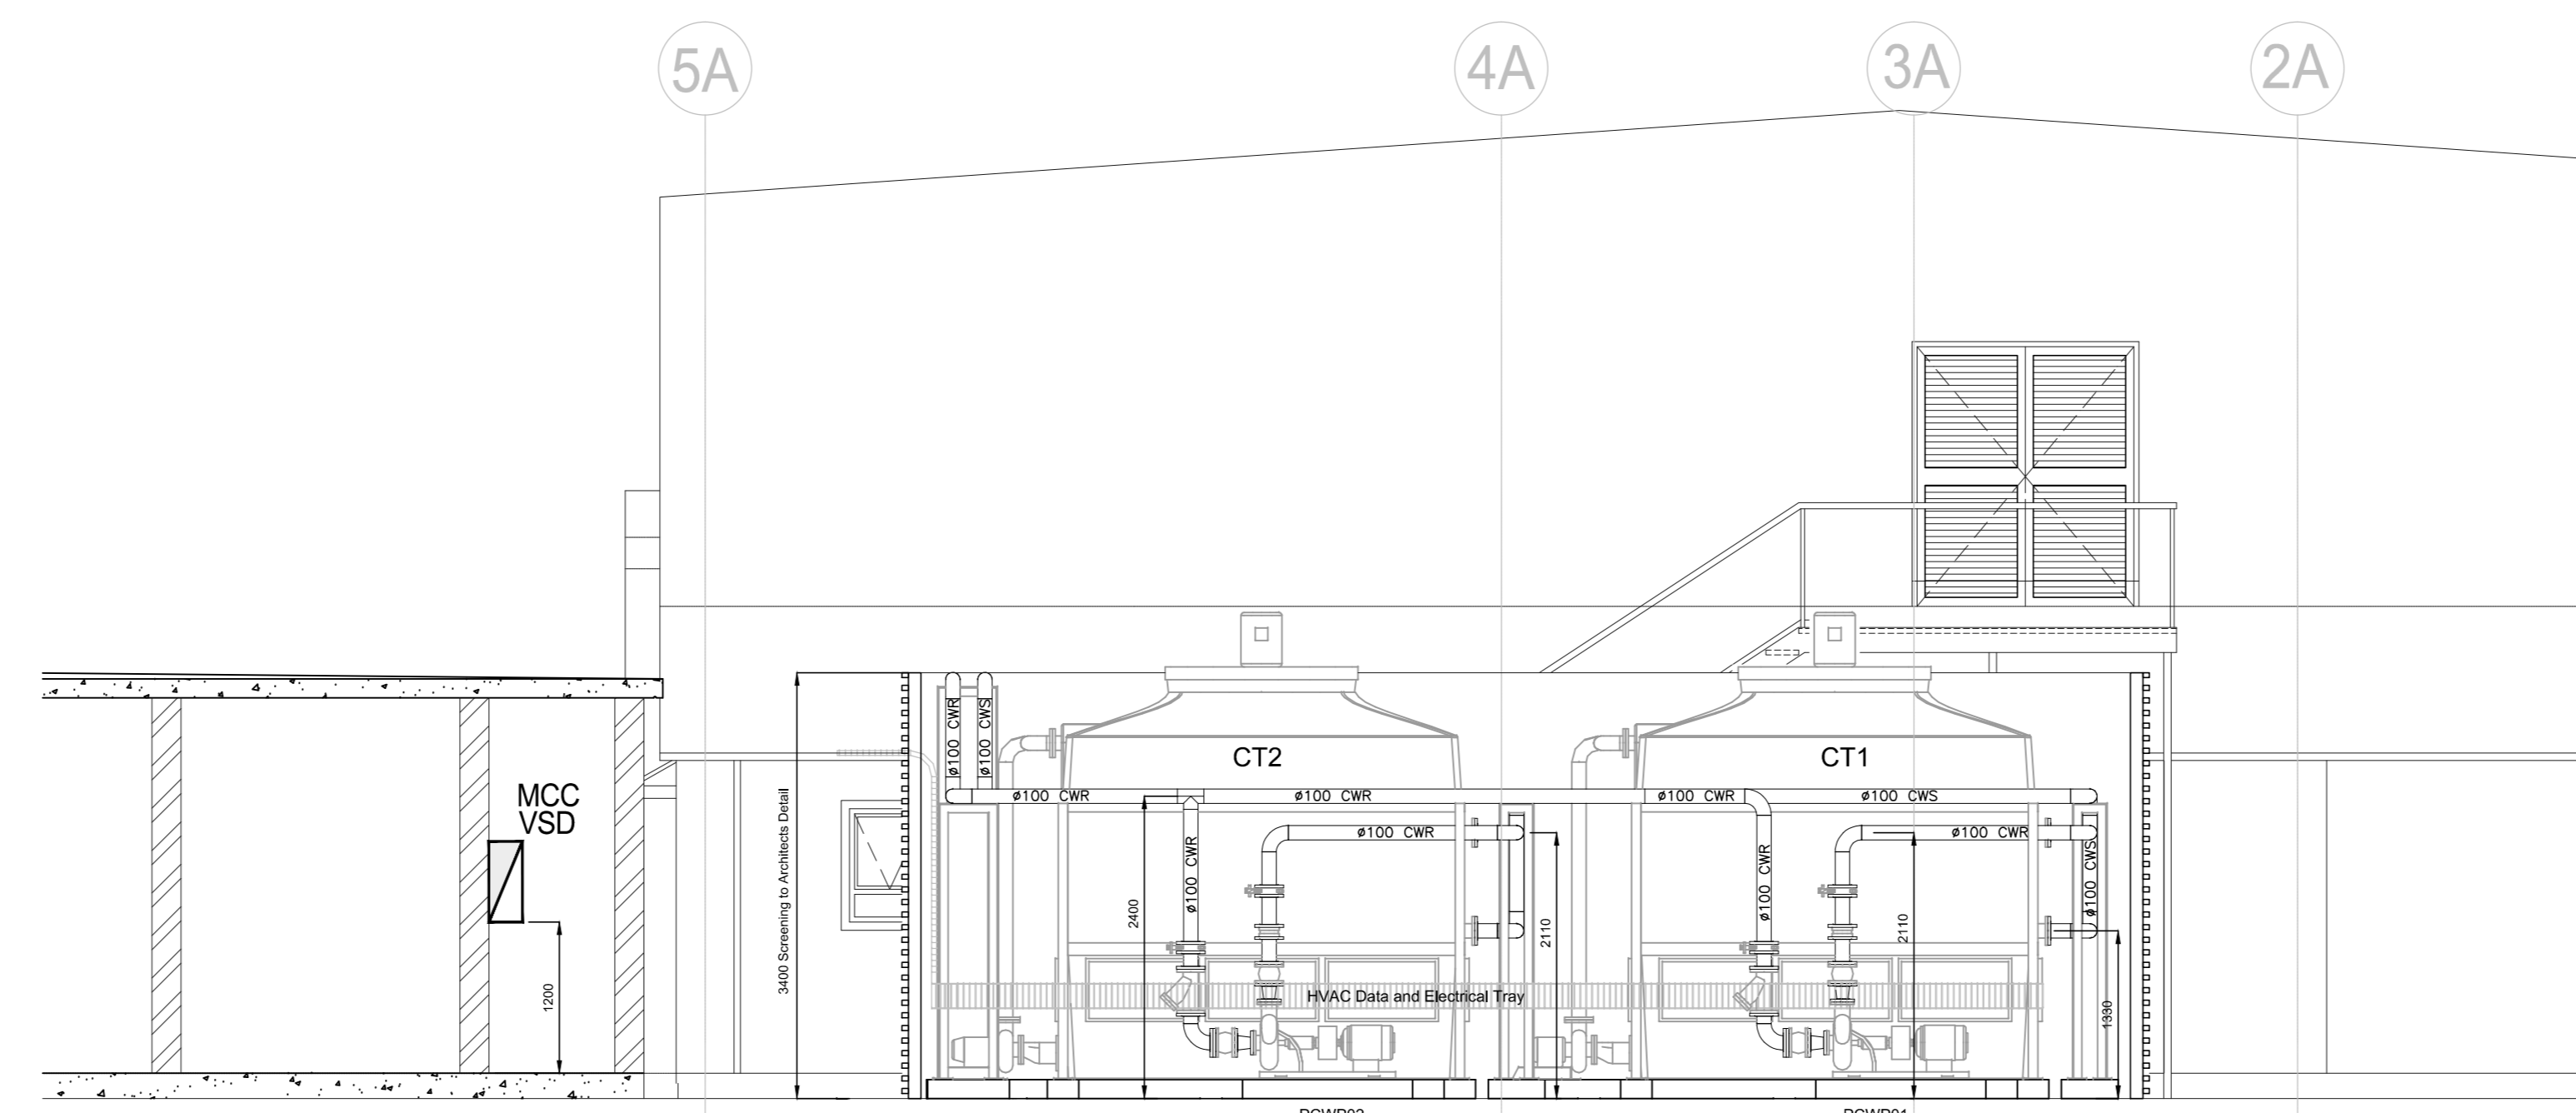 5A
4A
3A
2A
CT2
CT1
MCC
VSD
ø100 CWR
ø100 CWS
ø100 CWR
ø100 CWR
ø100 CWR
ø100 CWS
ø100 CWR
ø100 CWR
ø100 CWR
ø100 CWR
ø100 CWS
3400 Screening to Architects Detail
2400
2110
2110
1200
1330
HVAC Data and Electrical Tray